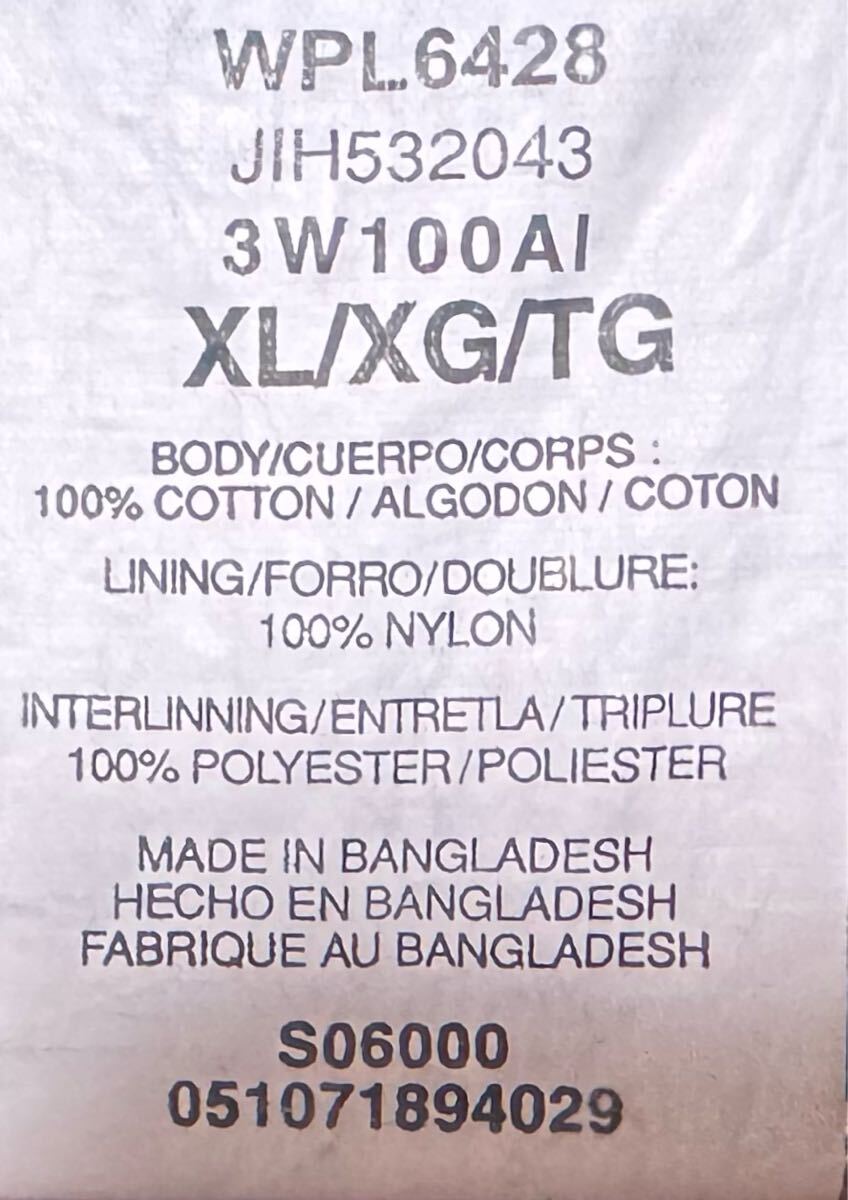 WPL6428
JIH532043
3W100AI
XL/XG/TG
BODY/CUERPO/CORPS :
100% COTTON / ALGODON / COTON
LINING/FORRO/DOUBLURE:
100% NYLON
INTERLINNING/ENTRETLA/TRIPLURE
100% POLYESTER/POLIESTER
MADE IN BANGLADESH
HECHO EN BANGLADESH
FABRIQUE AU BANGLADESH
S06000
051071894029